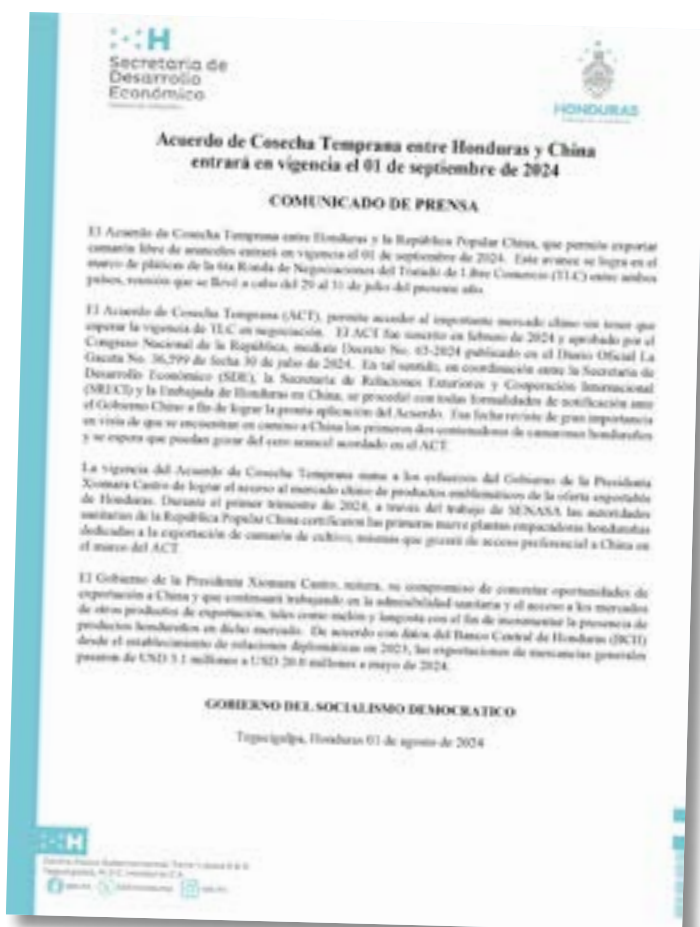 Secretaría de
Desarrollo
Económico
HONDURAS
Acuerdo de Cosecha Temprana entre Honduras y China
entrará en vigencia el 01 de septiembre de 2024
COMUNICADO DE PRENSA
El Acuerdo de Cosecha Temprana entre Honduras y la República Popular China, que permite exportar
camarón libre de aranceles entrará en vigencia el 01 de septiembre de 2024. Este avance se logra en el
marco de pláticas de la 6ta Ronda de Negociaciones del Tratado de Libre Comercio (TLC) entre ambos
países, reunión que se llevó a cabo del 29 al 31 de julio del presente año.
El Acuerdo de Cosecha Temprana (ACT), permite acceder al importante mercado chino sin tener que
esperar la vigencia de TLC en negociación. El ACT fue suscrito en febrero de 2024 y aprobado por el
Congreso Nacional de la República, mediante Decreto No. 63-2024 publicado en el Diario Oficial La
Gaceta No. 36,599 de fecha 30 de julio de 2024. En tal sentido, en coordinación entre la Secretaría de
Desarrollo Económico (SDE), la Secretaría de Relaciones Exteriores y Cooperación Internacional
(SRECI) y la Embajada de Honduras en China, se procedió con todas formalidades de notificación ante
el Gobierno Chino a fin de lograr la pronta aplicación del Acuerdo. Esa fecha reviste de gran importancia
en vista de que se encuentran en camino a China los primeros dos contenedores de camarones hondureños
y se espera que puedan gozar del cero arancel acordado en el ACT.
La vigencia del Acuerdo de Cosecha Temprana suma a los esfuerzos del Gobierno de la Presidenta
Xiomara Castro de lograr el acceso al mercado chino de productos emblemáticos de la oferta exportable
de Honduras. Durante el primer trimestre de 2024, a través del trabajo de SENASA las autoridades
sanitarias de la República Popular China certificaron las primeras nueve plantas empacadoras hondureñas
dedicadas a la exportación de camarón de cultivo, mismas que gozará de acceso preferencial a China en
el marco del ACT.
El Gobierno de la Presidenta Xiomara Castro, reitera, su compromiso de concretar oportunidades de
exportación a China y que continuará trabajando en la admisibilidad sanitaria y el acceso a los mercados
de otros productos de exportación, tales como melón y langosta con el fin de incrementar la presencia de
productos hondureños en dicho mercado. De acuerdo con datos del Banco Central de Honduras (BCH)
desde el establecimiento de relaciones diplomáticas en 2023, las exportaciones de mercancías generales
pasaron de USD 3.1 millones a USD 20.8 millones a mayo de 2024.
GOBIERNO DEL SOCIALISMO DEMOCRATICO
Tegucigalpa, Honduras 01 de agosto de 2024